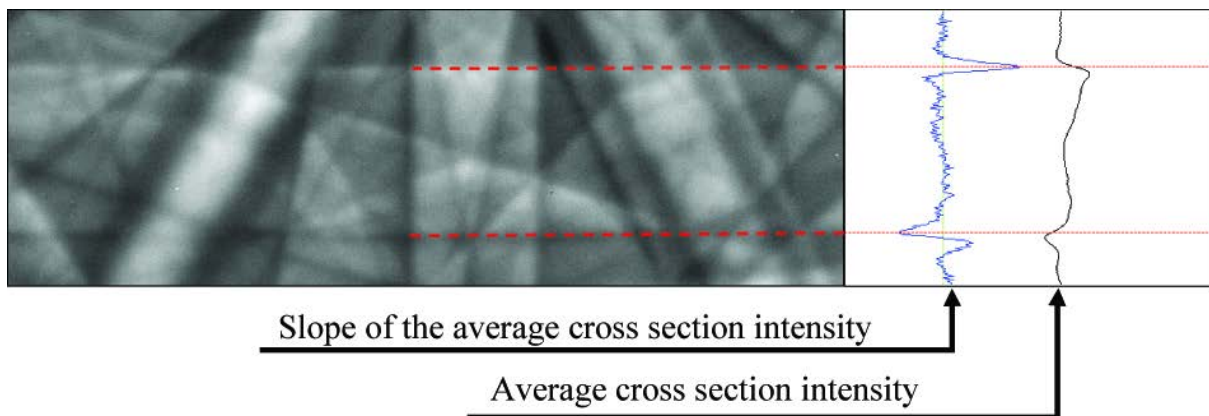 Slope of the average cross section intensity
Average cross section intensity